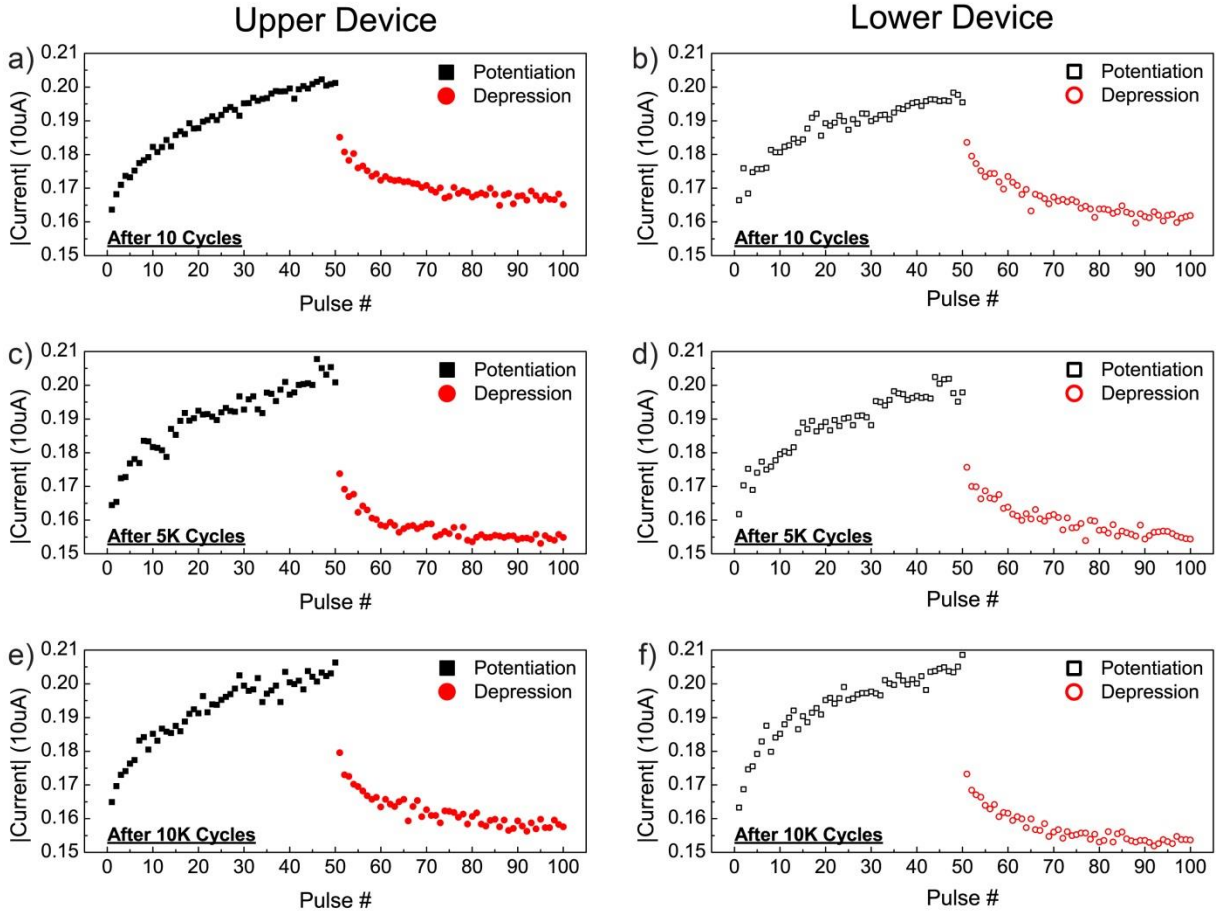 Upper Device
Lower Device
a)
|Current| (10uA)
0.21
0.20
0.19
0.18
0.17
0.16
0.15
Potentiation
Depression
After 10 Cycles
0 10 20 30 40 50 60 70 80 90 100
Pulse #
b)
|Current| (10uA)
0.21
0.20
0.19
0.18
0.17
0.16
0.15
Potentiation
Depression
After 10 Cycles
0 10 20 30 40 50 60 70 80 90 100
Pulse #
c)
|Current| (10uA)
0.21
0.20
0.19
0.18
0.17
0.16
0.15
Potentiation
Depression
After 5K Cycles
0 10 20 30 40 50 60 70 80 90 100
Pulse #
d)
|Current| (10uA)
0.21
0.20
0.19
0.18
0.17
0.16
0.15
Potentiation
Depression
After 5K Cycles
0 10 20 30 40 50 60 70 80 90 100
Pulse #
e)
|Current| (10uA)
0.21
0.20
0.19
0.18
0.17
0.16
0.15
Potentiation
Depression
After 10K Cycles
0 10 20 30 40 50 60 70 80 90 100
Pulse #
f)
|Current| (10uA)
0.21
0.20
0.19
0.18
0.17
0.16
0.15
Potentiation
Depression
After 10K Cycles
0 10 20 30 40 50 60 70 80 90 100
Pulse #